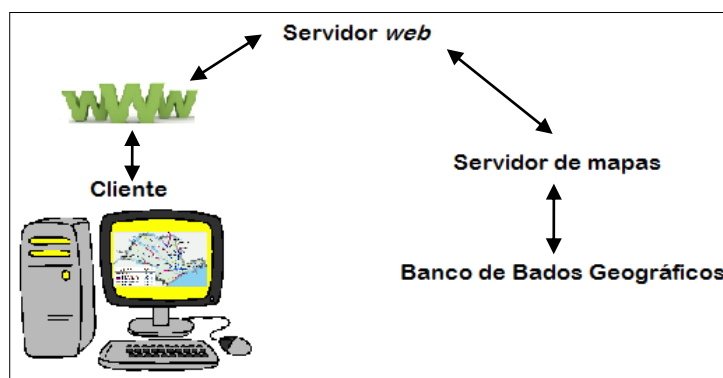 Servidor web
www
Servidor de mapas
Cliente
Banco de Bados Geográficos